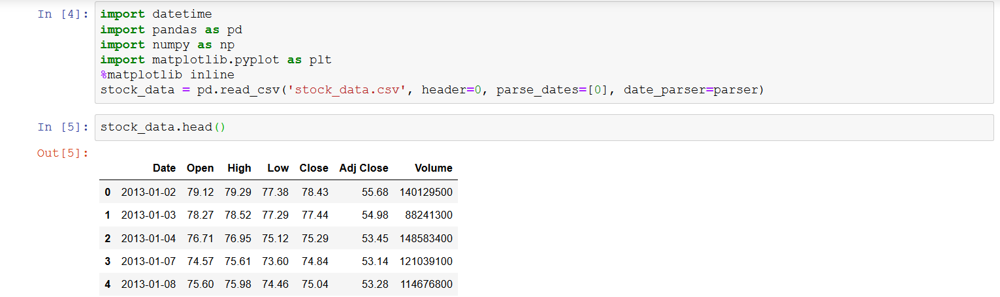 In [4]: import datetime
import pandas as pd
import numpy as np
import matplotlib.pyplot as plt
%matplotlib inline
stock_data = pd.read_csv('stock_data.csv', header=0, parse_dates=[0], date_parser=parser)
In [5]: stock_data.head()
Out[5]:
Date Open High Low Close Adj Close Volume
0 2013-01-02 79.12 79.29 77.38 78.43 55.68 140129500
1 2013-01-03 78.27 78.52 77.29 77.44 54.98 88241300
2 2013-01-04 76.71 76.95 75.12 75.29 53.45 148583400
3 2013-01-07 74.57 75.61 73.60 74.84 53.14 121039100
4 2013-01-08 75.60 75.98 74.46 75.04 53.28 114676800